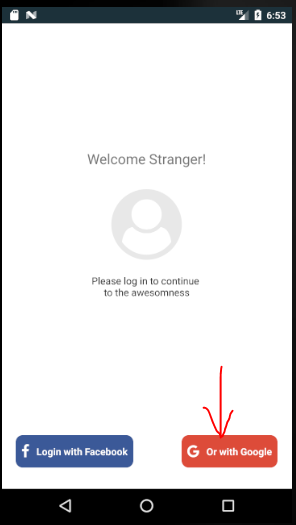 LTE 6:53
Welcome Stranger!
Please log in to continue
to the awesomness
f Login with Facebook
G Or with Google